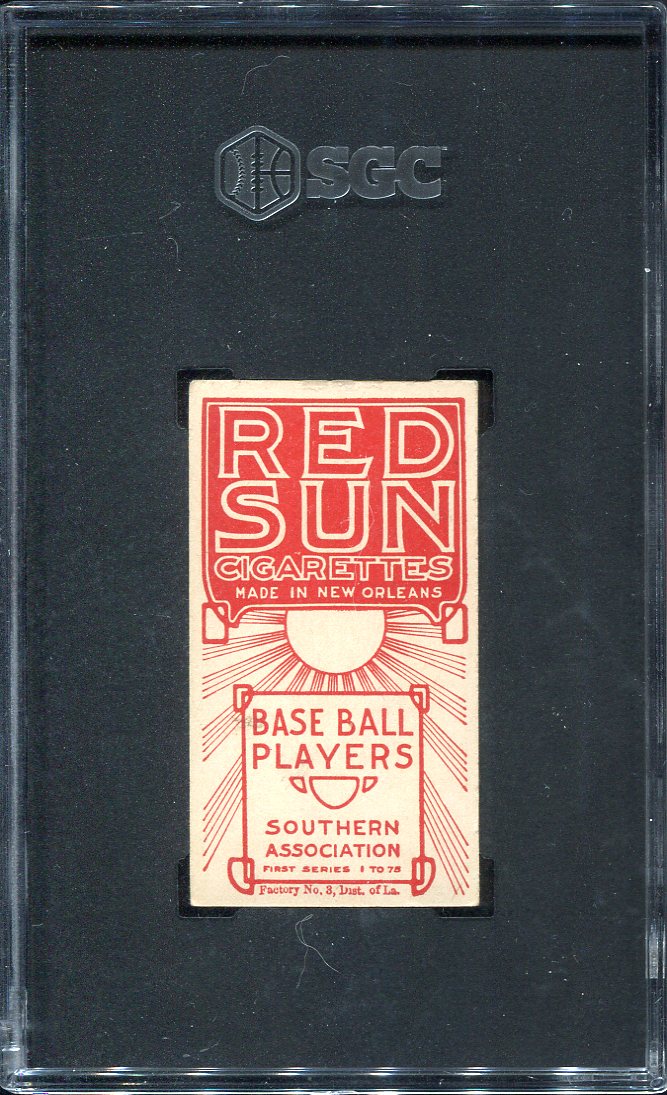 SGC
RED
SUN
CIGARETTES
MADE IN NEW ORLEANS
BASE BALL
PLAYERS
SOUTHERN
ASSOCIATION
FIRST SERIES 1 TO 75
Factory No. 3, Dist. of La.